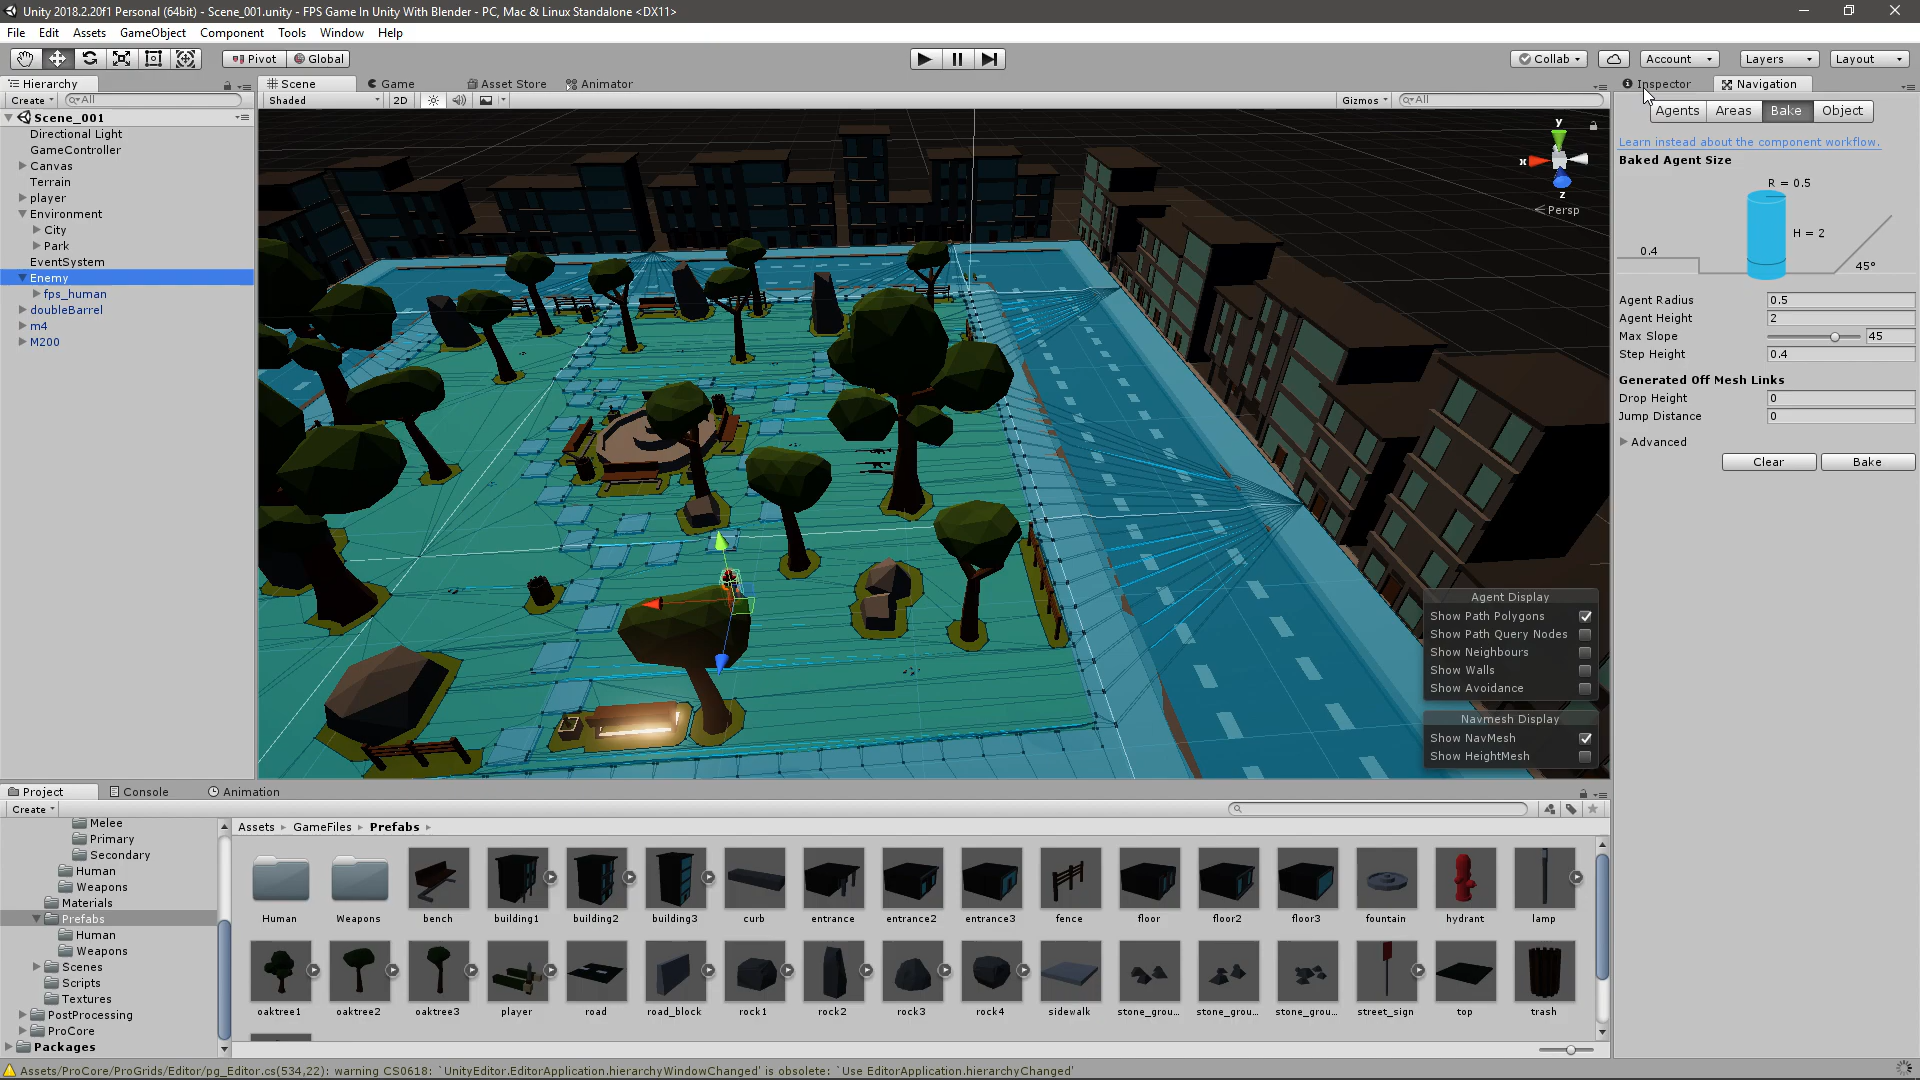 Unity 2018.2.20f1 Personal (64bit) - Scene_001.unity - FPS Game In Unity With Blender - PC, Mac & Linux Standalone <DX11>
File Edit Assets GameObject Component Tools Window Help
Pivot Global Collab Account Layers Layout
Hierarchy
Create All
Scene_001
Directional Light
GameController
Canvas
Terrain
player
Environment
City
Park
EventSystem
Enemy
fps_human
doubleBarrel
m4
M200
Scene Game Asset Store Animator
Shaded 2D Gizmos All
y
x
z
Persp
Agent Display
Show Path Polygons
Show Path Query Nodes
Show Neighbours
Show Walls
Show Avoidance
Navmesh Display
Show NavMesh
Show HeightMesh
Inspector Navigation
Agents Areas Bake Object
Learn instead about the component workflow.
Baked Agent Size
R = 0.5
H = 2
0.4
45°
Agent Radius 0.5
Agent Height 2
Max Slope 45
Step Height 0.4
Generated Off Mesh Links
Drop Height 0
Jump Distance 0
Advanced
Clear Bake
Project Console Animation
Create
Melee
Primary
Secondary
Human
Weapons
Materials
Prefabs
Human
Weapons
Scenes
Scripts
Textures
PostProcessing
ProCore
Packages
Assets GameFiles Prefabs
Human Weapons bench building1 building2 building3 curb entrance entrance2 entrance3 fence floor floor2 floor3 fountain hydrant lamp
oaktree1 oaktree2 oaktree3 player road road_block rock1 rock2 rock3 rock4 sidewalk stone_grou... stone_grou... stone_grou... street_sign top trash
Assets/ProCore/ProGrids/Editor/pg_Editor.cs(534,22): warning CS0618: `UnityEditor.EditorApplication.hierarchyWindowChanged' is obsolete: `Use EditorApplication.hierarchyChanged'